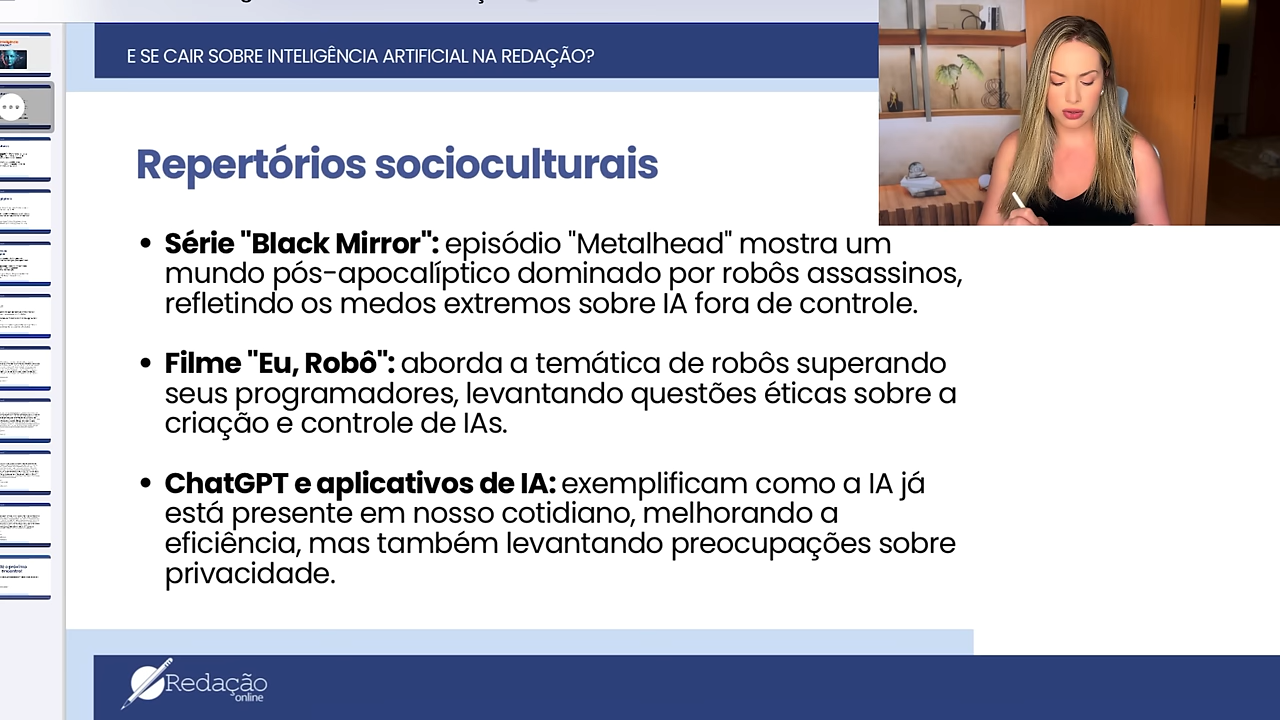 E SE CAIR SOBRE INTELIGÊNCIA ARTIFICIAL NA REDAÇÃO?
Repertórios socioculturais
• Série "Black Mirror": episódio "Metalhead" mostra um
mundo pós-apocalíptico dominado por robôs assassinos,
refletindo os medos extremos sobre IA fora de controle.
• Filme "Eu, Robô": aborda a temática de robôs superando
seus programadores, levantando questões éticas sobre a
criação e controle de IAs.
• ChatGPT e aplicativos de IA: exemplificam como a IA já
está presente em nosso cotidiano, melhorando a
eficiência, mas também levantando preocupações sobre
privacidade.
Redação
online